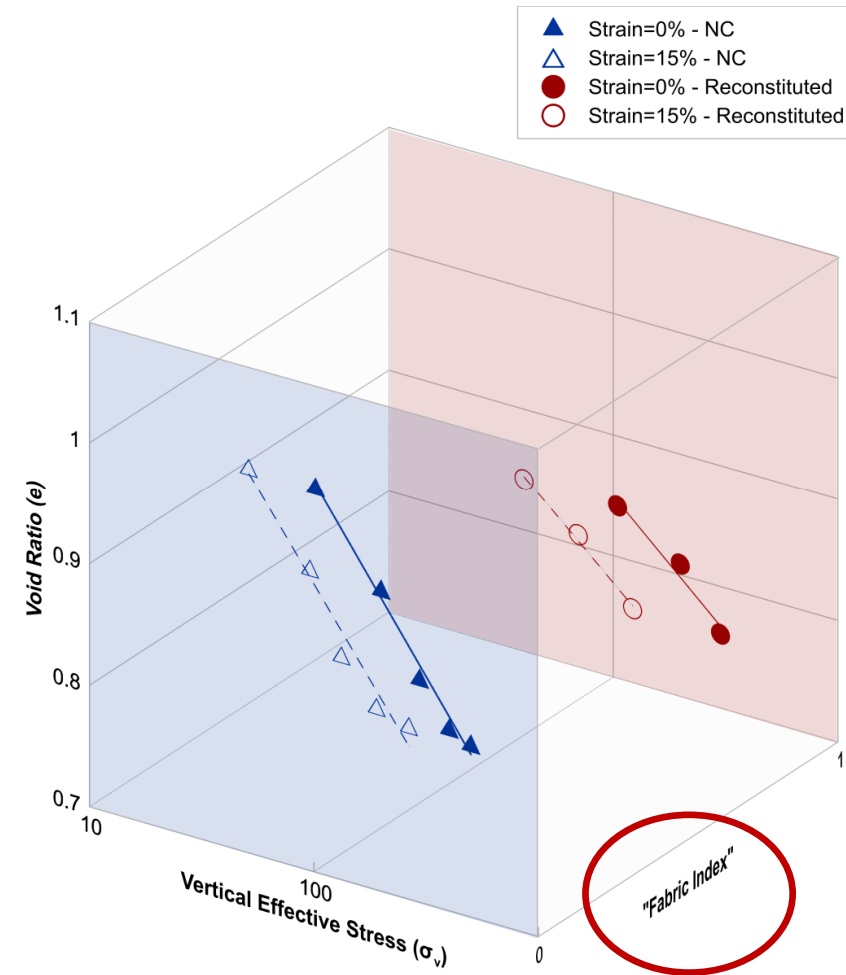 Strain=0% - NC
Strain=15% - NC
Strain=0% - Reconstituted
Strain=15% - Reconstituted
1.1
1
0.9
0.8
0.7
Void Ratio (e)
10
100
0
1
Vertical Effective Stress (σv)
"Fabric Index"